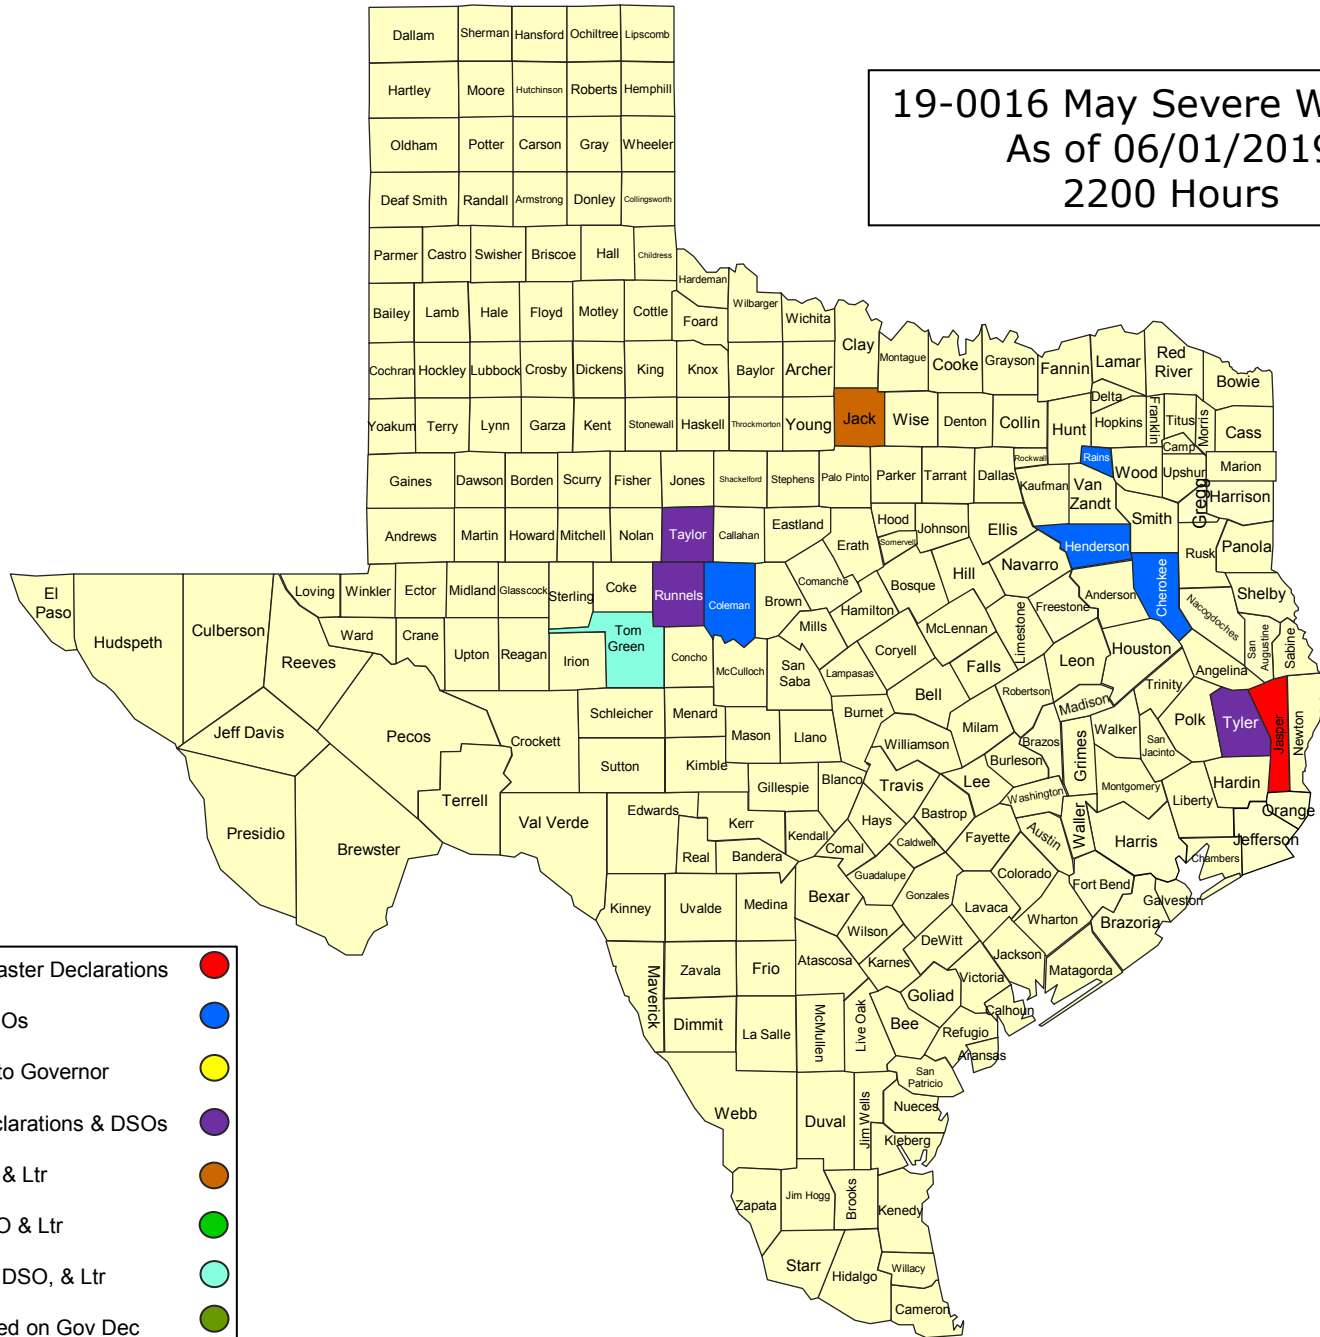 Dallam Sherman Hansford Ochiltree Lipscomb
Hartley Moore Hutchinson Roberts Hemphill
19-0016 May Severe W
As of 06/01/2019
2200 Hours
Oldham Potter Carson Gray Wheeler
Deaf Smith Randall Armstrong Donley Collingsworth
Parmer Castro Swisher Briscoe Hall Childress
Hardeman
Wilbarger
Bailey Lamb Hale Floyd Motley Cottle Foard Wichita
Clay
Montague Cooke Grayson Fannin Lamar Red
River
Bowie
Cochran Hockley Lubbock Crosby Dickens King Knox Baylor Archer
Delta
Yoakum Terry Lynn Garza Kent Stonewall Haskell Throckmorton Young Jack Wise Denton Collin Hunt Hopkins Franklin Titus Morris Cass
Camp
Rockwall Rains
Gaines Dawson Borden Scurry Fisher Jones Shackelford Stephens Palo Pinto Parker Tarrant Dallas Kaufman Van
Zandt
Wood Upshur Marion
Gregg Harrison
Andrews Martin Howard Mitchell Nolan Taylor Callahan Eastland Erath Hood Johnson Ellis Smith
Somervell
Henderson Rusk Panola
Navarro
El
Paso
Hudspeth Culberson Loving Winkler Ector Midland Glasscock Sterling Coke Runnels Coleman Brown Comanche Bosque Hill Freestone Anderson Cherokee Nacogdoches Shelby
Hamilton
Ward Crane Upton Reagan Irion Tom
Green
Concho McCulloch San
Saba
Mills Lampasas Coryell McLennan Limestone Falls Leon Houston Angelina San
Augustine
Sabine
Reeves
Trinity
Jeff Davis Pecos Crockett Schleicher Menard Mason Llano Burnet Bell Milam Robertson Madison Walker San
Jacinto
Polk Tyler Jasper Newton
Williamson Brazos Grimes
Burleson
Sutton Kimble Gillespie Blanco Travis Lee Washington Montgomery Liberty Hardin
Terrell
Presidio Brewster Val Verde Edwards Kerr Kendall Hays Bastrop Fayette Austin Waller Harris Orange
Caldwell Jefferson
Real Bandera Comal Chambers
Guadalupe Gonzales Colorado Fort Bend Galveston
Kinney Uvalde Medina Bexar Wilson Lavaca Wharton Brazoria
DeWitt
Maverick Zavala Frio Atascosa Karnes Jackson Matagorda
Victoria
Goliad
Calhoun
Dimmit La Salle McMullen Live Oak Bee Refugio
Aransas
San
Patricio
Webb Duval Jim Wells Nueces
Kleberg
Zapata Jim Hogg Brooks Kenedy
Starr Hidalgo Willacy
Cameron
aster Declarations
Os
to Governor
clarations & DSOs
& Ltr
O & Ltr
DSO, & Ltr
ed on Gov Dec